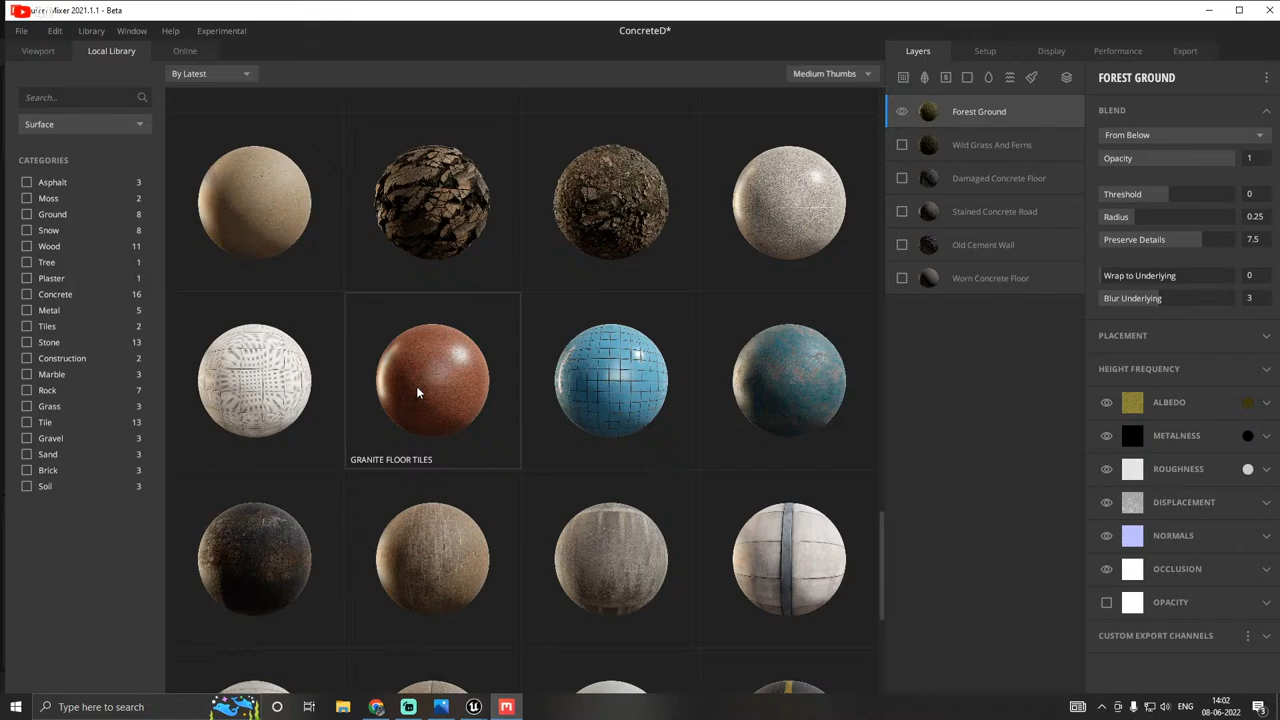 Mixer 2021.1.1 - Beta
File Edit Library Window Help Experimental
ConcreteD*
Viewport Local Library Online
Layers Setup Display Performance Export
By Latest
Medium Thumbs
Search...
Surface
CATEGORIES
Asphalt 3
Moss 2
Ground 8
Snow 8
Wood 11
Tree 1
Plaster 1
Concrete 16
Metal 5
Tiles 2
Stone 13
Construction 2
Marble 3
Rock 7
Grass 3
Tile 13
Gravel 3
Sand 3
Brick 3
Soil 3
GRANITE FLOOR TILES
Forest Ground
Wild Grass And Ferns
Damaged Concrete Floor
Stained Concrete Road
Old Cement Wall
Worn Concrete Floor
FOREST GROUND
BLEND
From Below
Opacity 1
Threshold 0
Radius 0.25
Preserve Details 7.5
Wrap to Underlying 0
Blur Underlying 3
PLACEMENT
HEIGHT FREQUENCY
ALBEDO
METALNESS
ROUGHNESS
DISPLACEMENT
NORMALS
OCCLUSION
OPACITY
CUSTOM EXPORT CHANNELS
Type here to search
ENG
14:02
08-06-2022